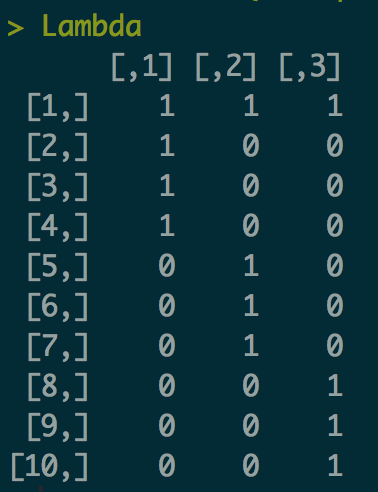 > Lambda
[,1] [,2] [,3]
[1,] 1 1 1
[2,] 1 0 0
[3,] 1 0 0
[4,] 1 0 0
[5,] 0 1 0
[6,] 0 1 0
[7,] 0 1 0
[8,] 0 0 1
[9,] 0 0 1
[10,] 0 0 1